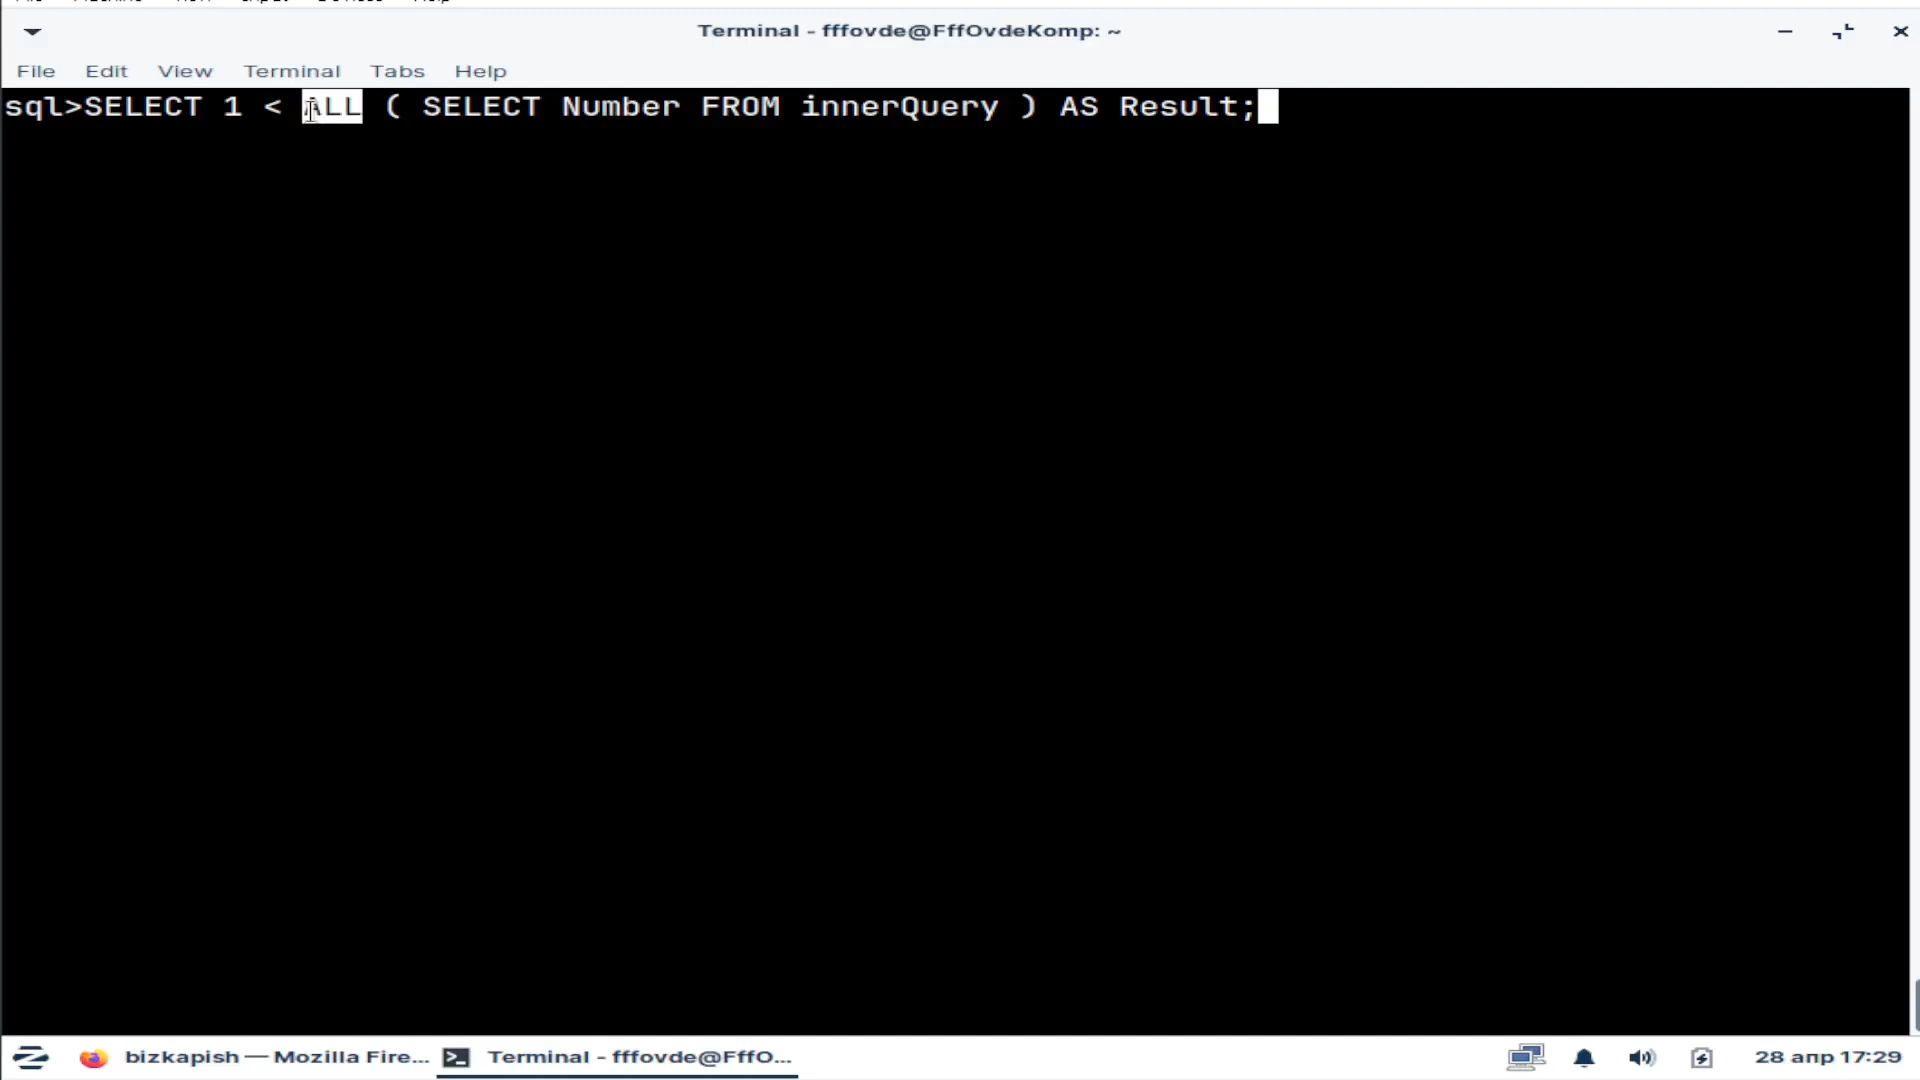 Terminal - fffovde@FffOvdeKomp: ~
File Edit View Terminal Tabs Help
sql>SELECT 1 < ALL ( SELECT Number FROM innerQuery ) AS Result;
bizkapish — Mozilla Fire... Terminal - fffovde@FffO... 28 апр 17:29